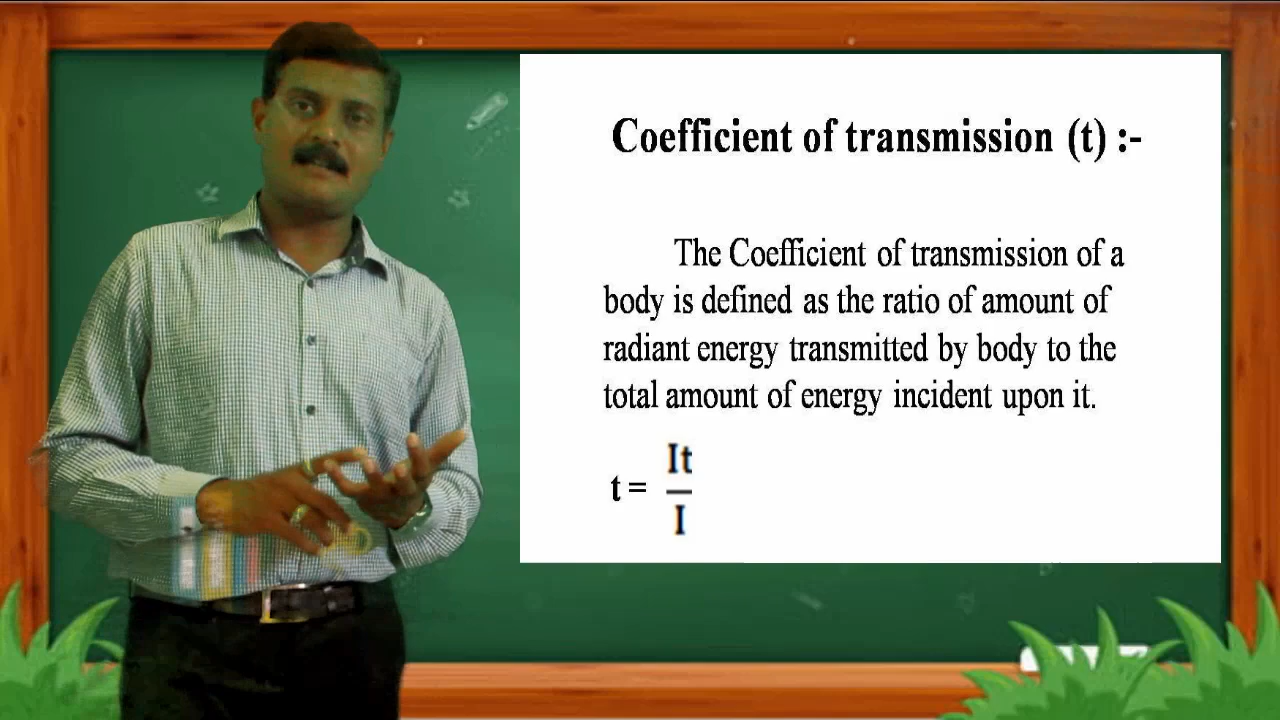 Coefficient of transmission (t) :-
The Coefficient of transmission of a
body is defined as the ratio of amount of
radiant energy transmitted by body to the
total amount of energy incident upon it.
t = It/I